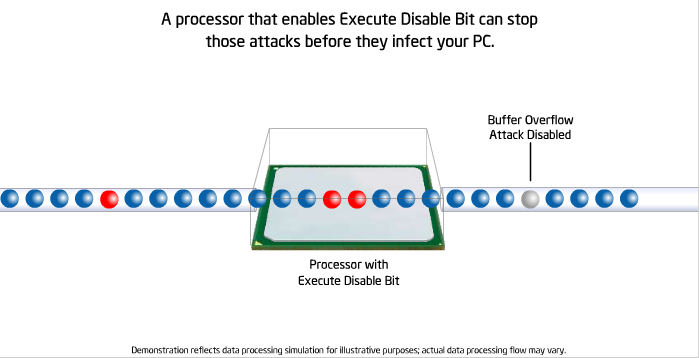 A processor that enables Execute Disable Bit can stop
those attacks before they infect your PC.
Buffer Overflow
Attack Disabled
Processor with
Execute Disable Bit
Demonstration reflects data processing simulation for illustrative purposes; actual data processing flow may vary.